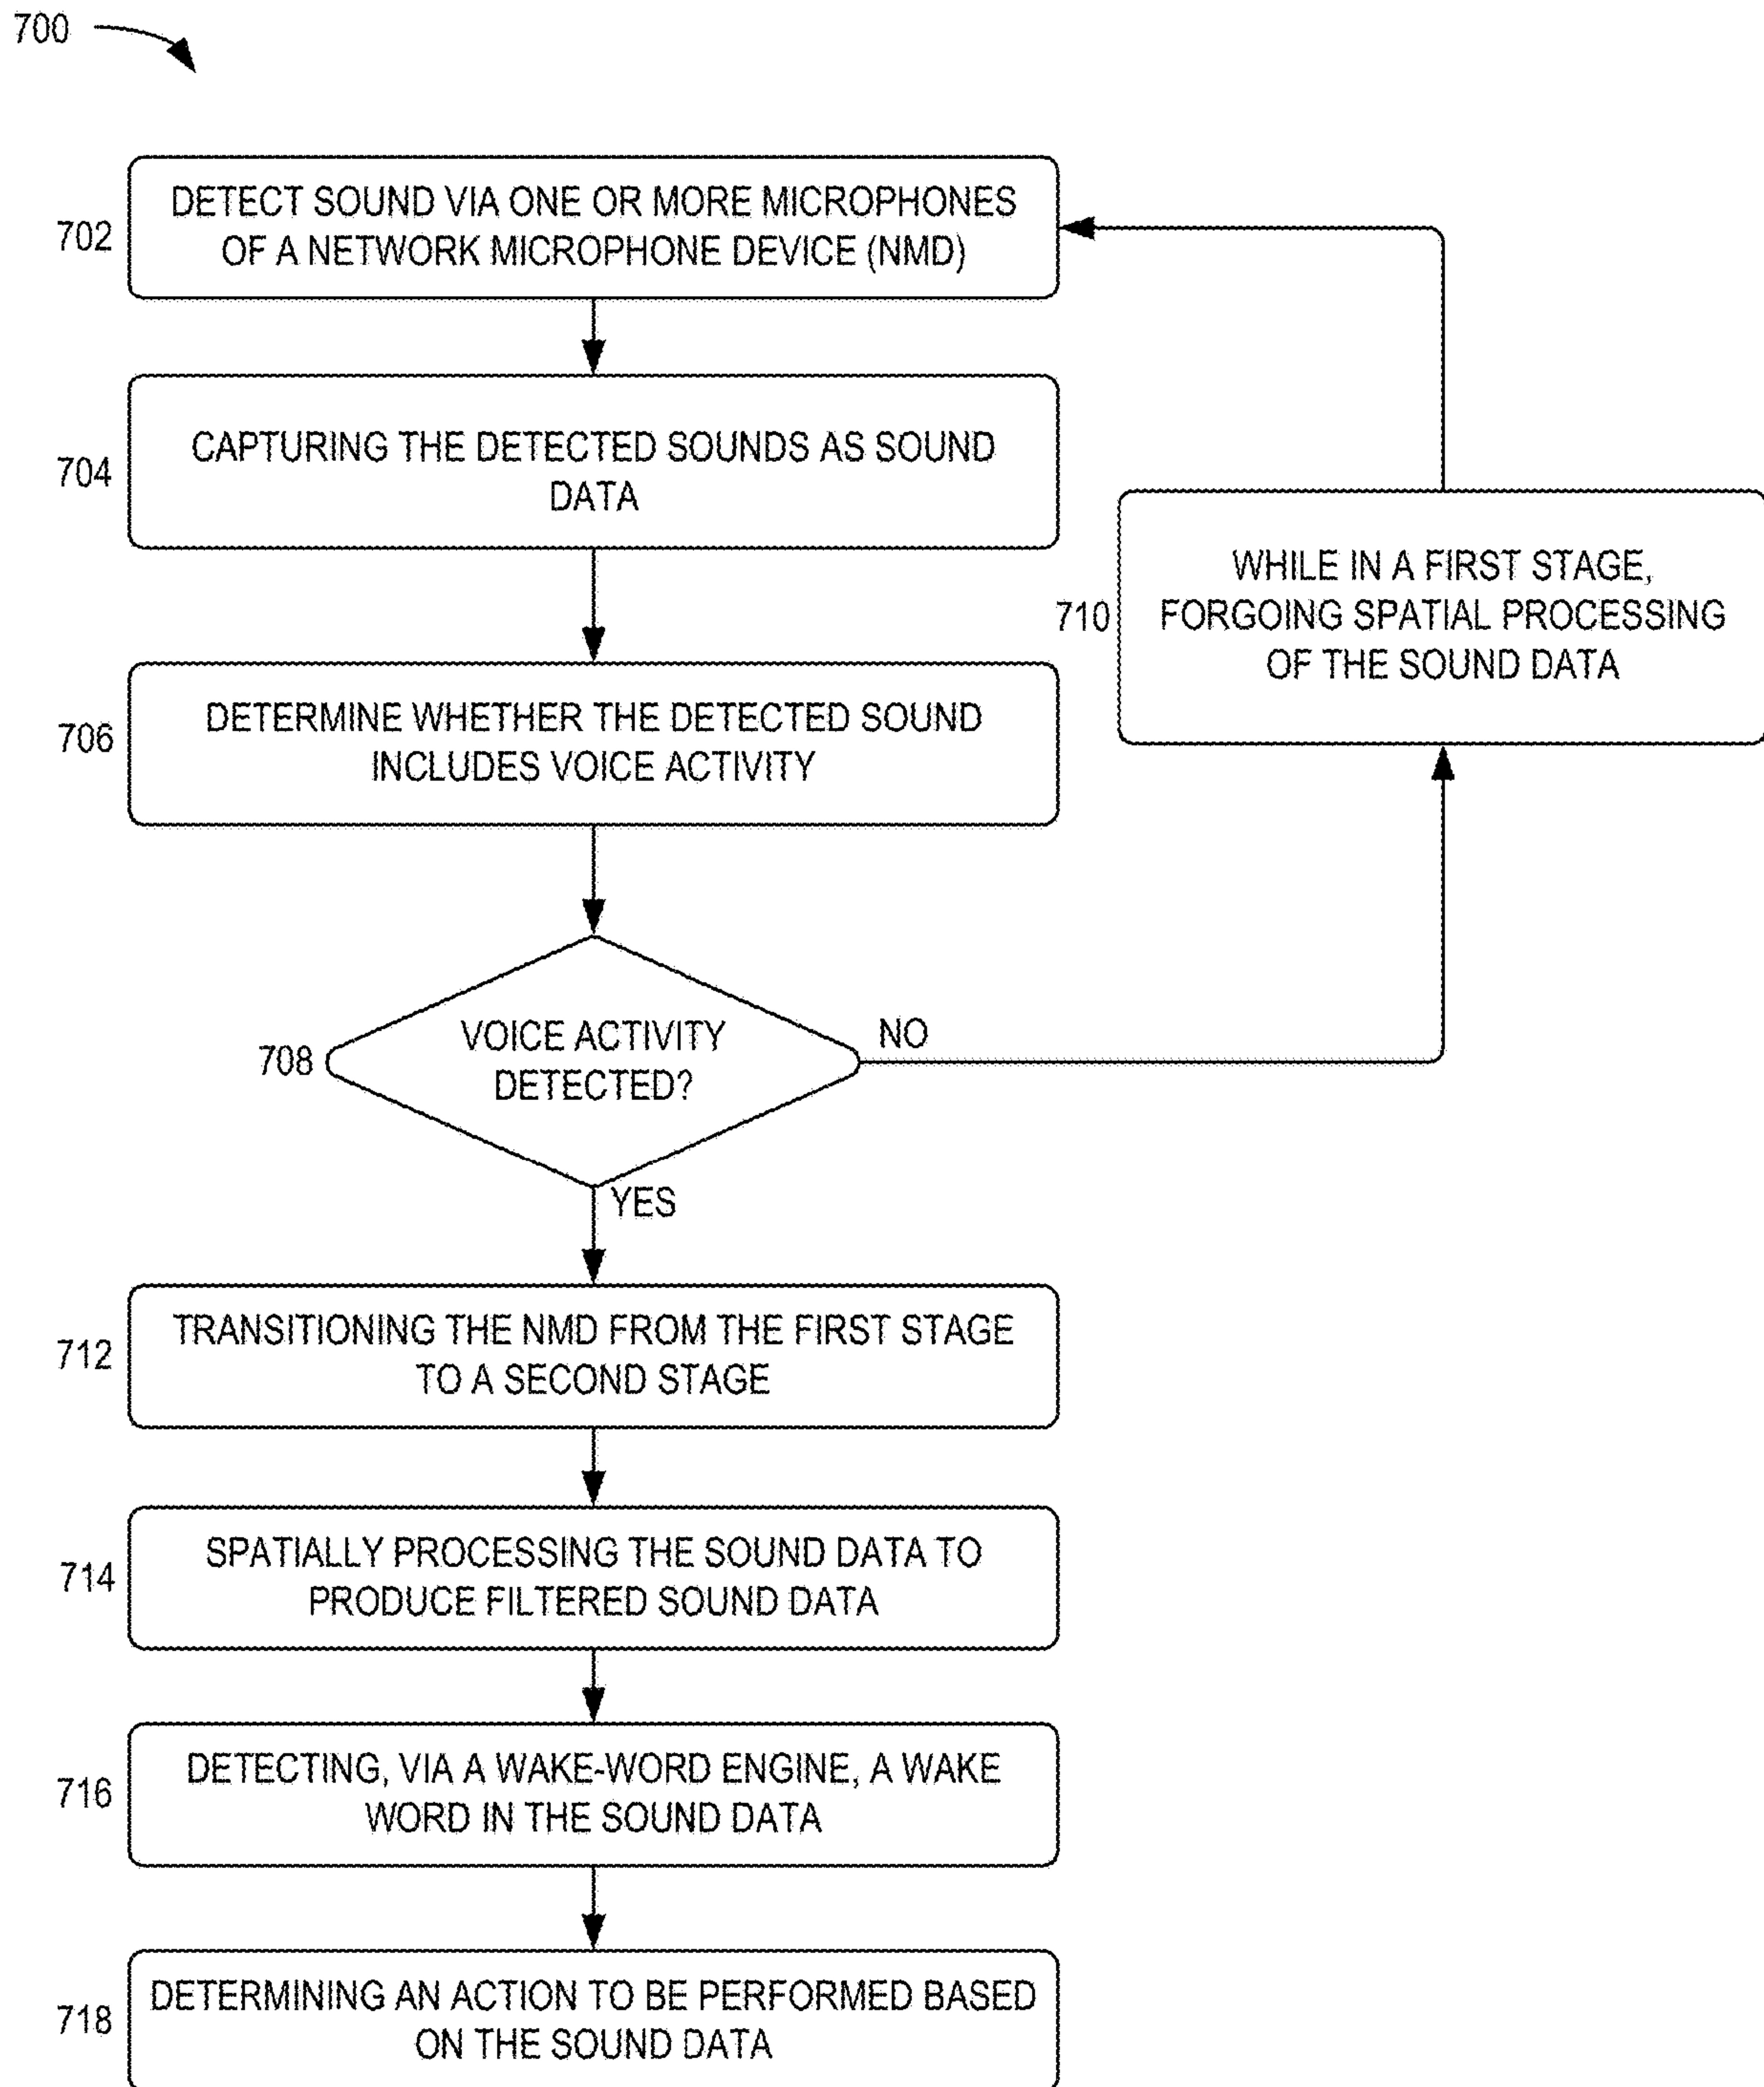 700
702
DETECT SOUND VIA ONE OR MORE MICROPHONES
OF A NETWORK MICROPHONE DEVICE (NMD)
704
CAPTURING THE DETECTED SOUNDS AS SOUND
DATA
706
DETERMINE WHETHER THE DETECTED SOUND
INCLUDES VOICE ACTIVITY
708
VOICE ACTIVITY
DETECTED?
NO
710
WHILE IN A FIRST STAGE,
FORGOING SPATIAL PROCESSING
OF THE SOUND DATA
YES
712
TRANSITIONING THE NMD FROM THE FIRST STAGE
TO A SECOND STAGE
714
SPATIALLY PROCESSING THE SOUND DATA TO
PRODUCE FILTERED SOUND DATA
716
DETECTING, VIA A WAKE-WORD ENGINE, A WAKE
WORD IN THE SOUND DATA
718
DETERMINING AN ACTION TO BE PERFORMED BASED
ON THE SOUND DATA